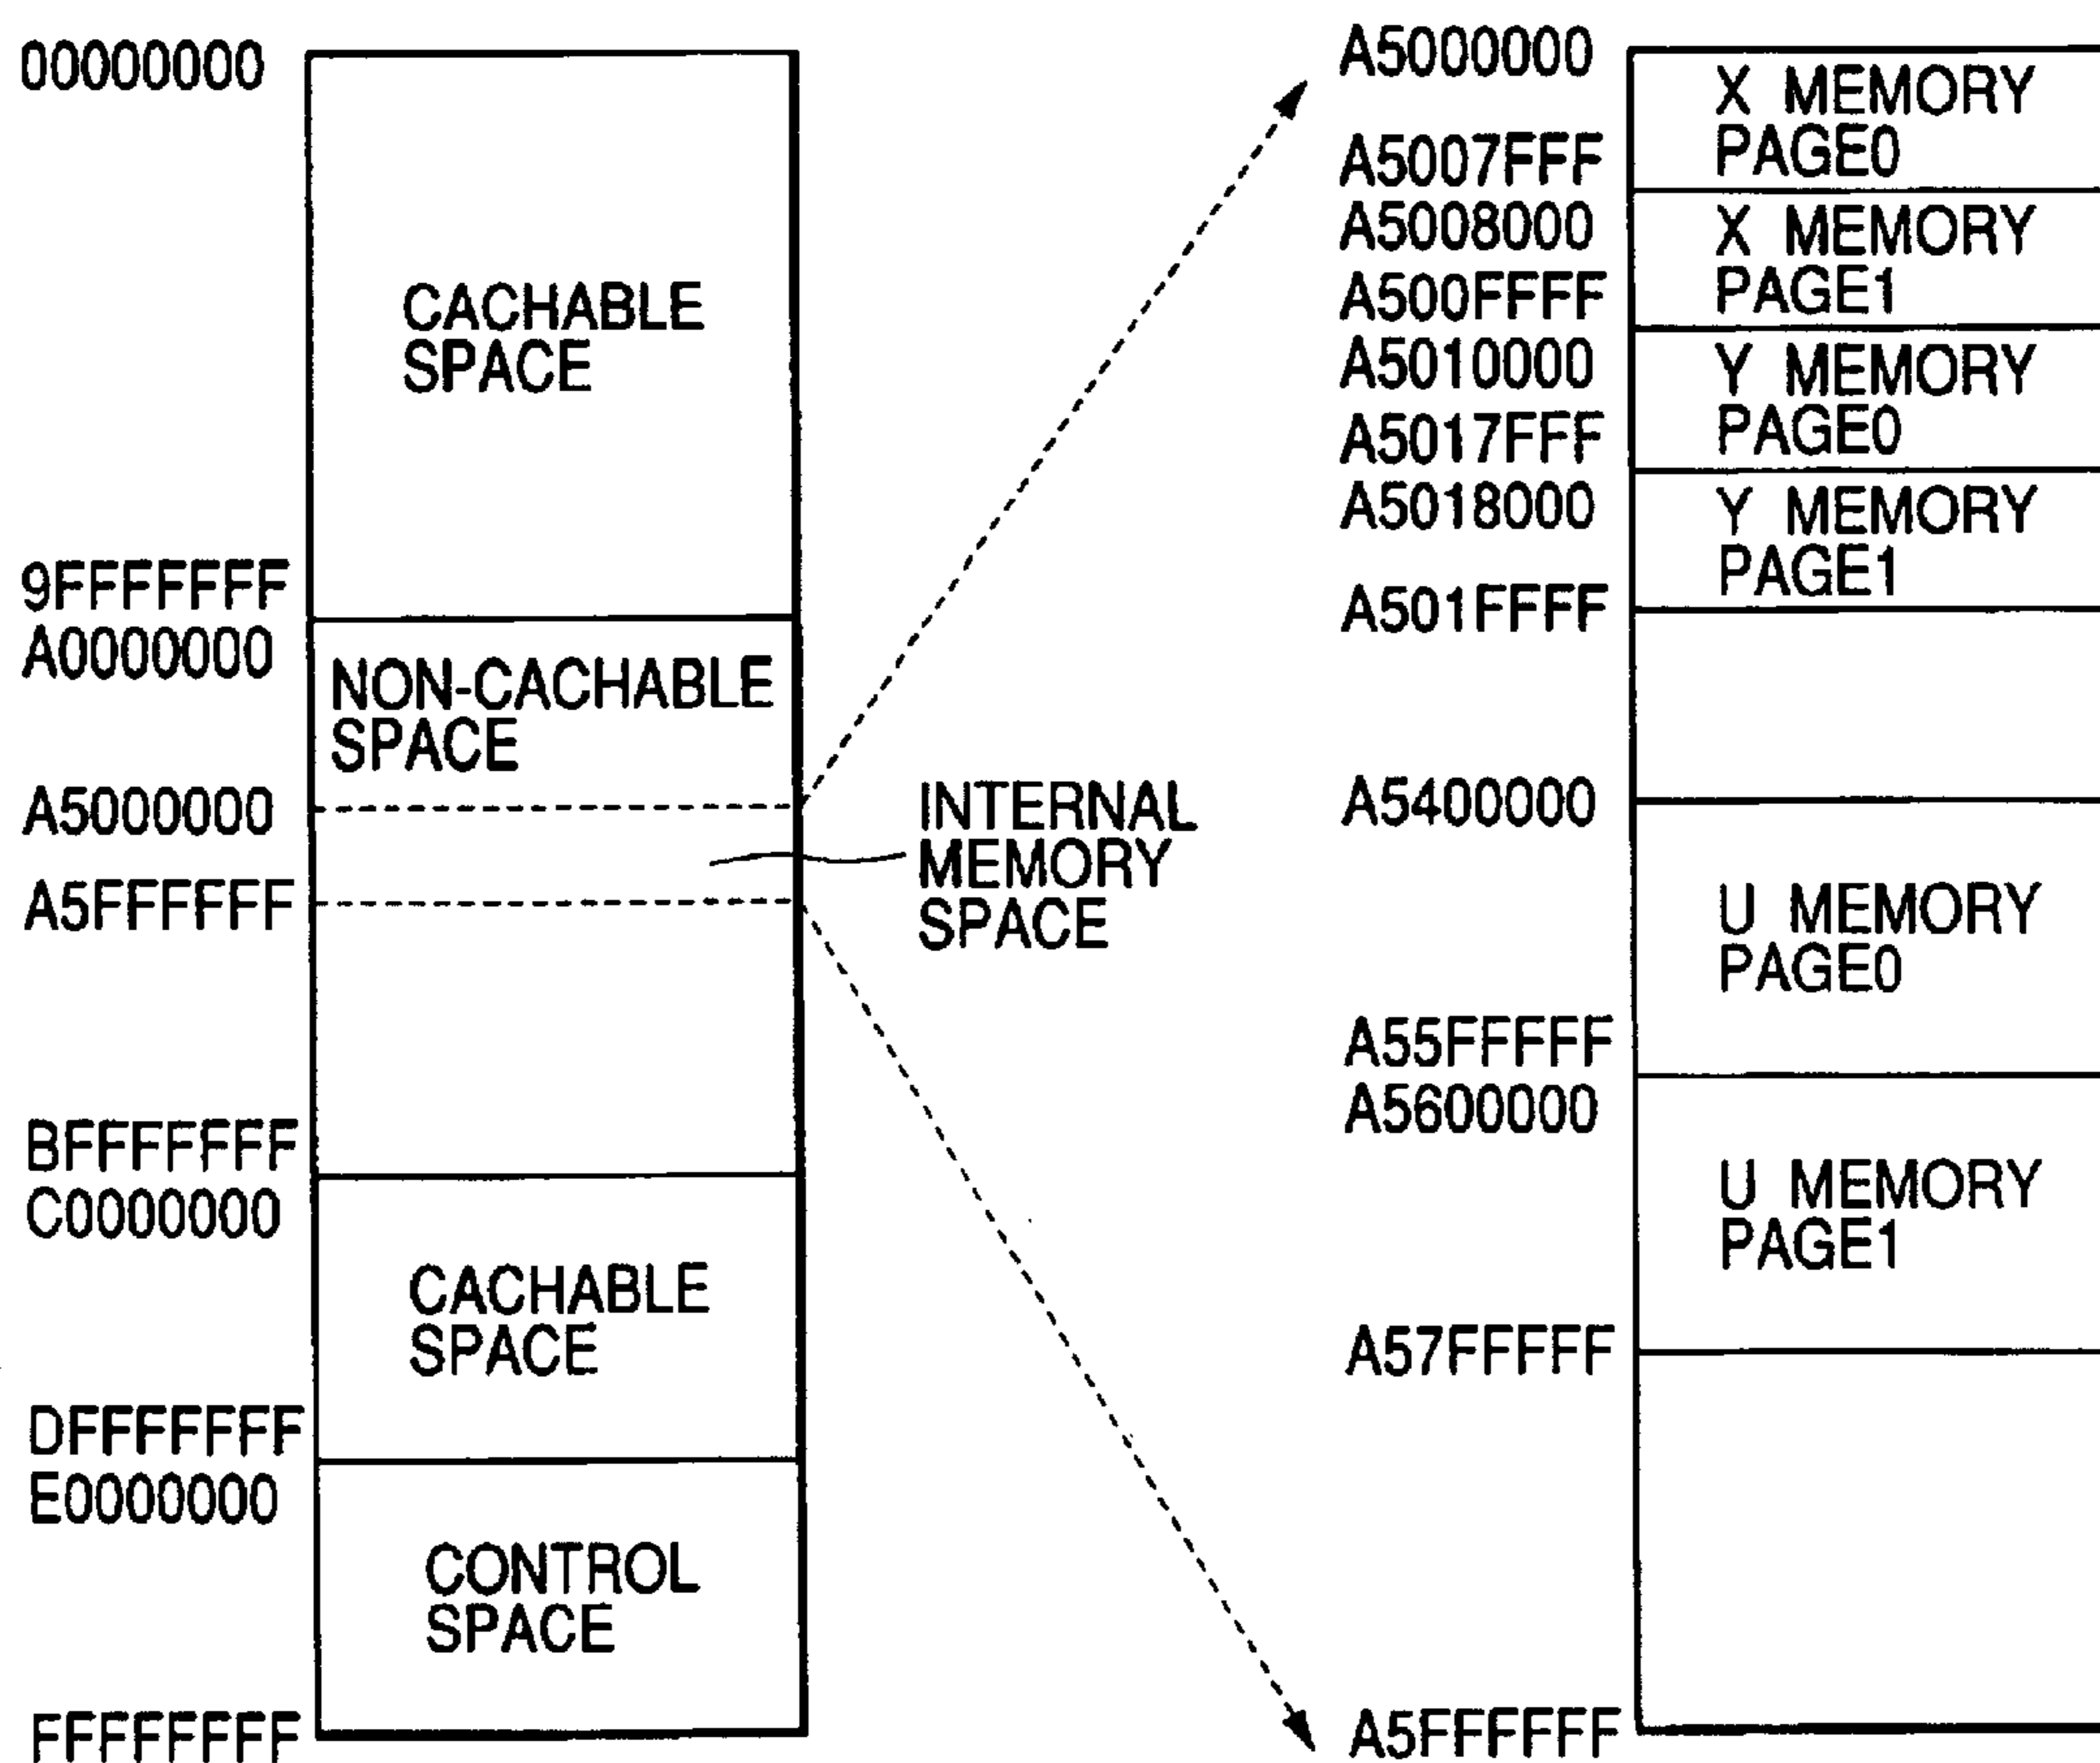 00000000
CACHABLE
SPACE
9FFFFFFF
A0000000
NON-CACHABLE
SPACE
A5000000
A5FFFFFF
INTERNAL
MEMORY
SPACE
BFFFFFFF
C0000000
CACHABLE
SPACE
DFFFFFFF
E0000000
CONTROL
SPACE
FFFFFFFF
A5000000
X MEMORY
PAGE0
A5007FFF
A5008000
X MEMORY
PAGE1
A500FFFF
A5010000
Y MEMORY
PAGE0
A5017FFF
A5018000
Y MEMORY
PAGE1
A501FFFF
A5400000
U MEMORY
PAGE0
A55FFFFF
A5600000
U MEMORY
PAGE1
A57FFFFF
A5FFFFFF